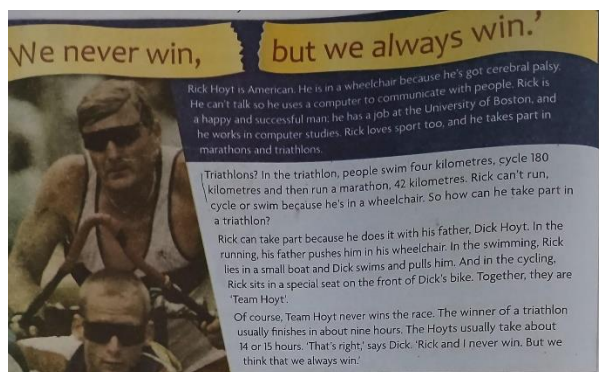 We never win,
but we always win.’
Rick Hoyt is American. He is in a wheelchair because he's got cerebral palsy.
He can't talk so he uses a computer to communicate with people. Rick is
a happy and successful man; he has a job at the University of Boston, and
he works in computer studies. Rick loves sport too, and he takes part in
marathons and triathlons.
Triathlons? In the triathlon, people swim four kilometres, cycle 180
kilometres and then run a marathon, 42 kilometres. Rick can't run,
cycle or swim because he's in a wheelchair. So how can he take part in
a triathlon?
Rick can take part because he does it with his father, Dick Hoyt. In the
running, his father pushes him in his wheelchair. In the swimming, Rick
lies in a small boat and Dick swims and pulls him. And in the cycling,
Rick sits in a special seat on the front of Dick's bike. Together, they are
‘Team Hoyt’.
Of course, Team Hoyt never wins the race. The winner of a triathlon
usually finishes in about nine hours. The Hoyts usually take about
14 or 15 hours. ‘That's right,’ says Dick. ‘Rick and I never win. But we
think that we always win.’